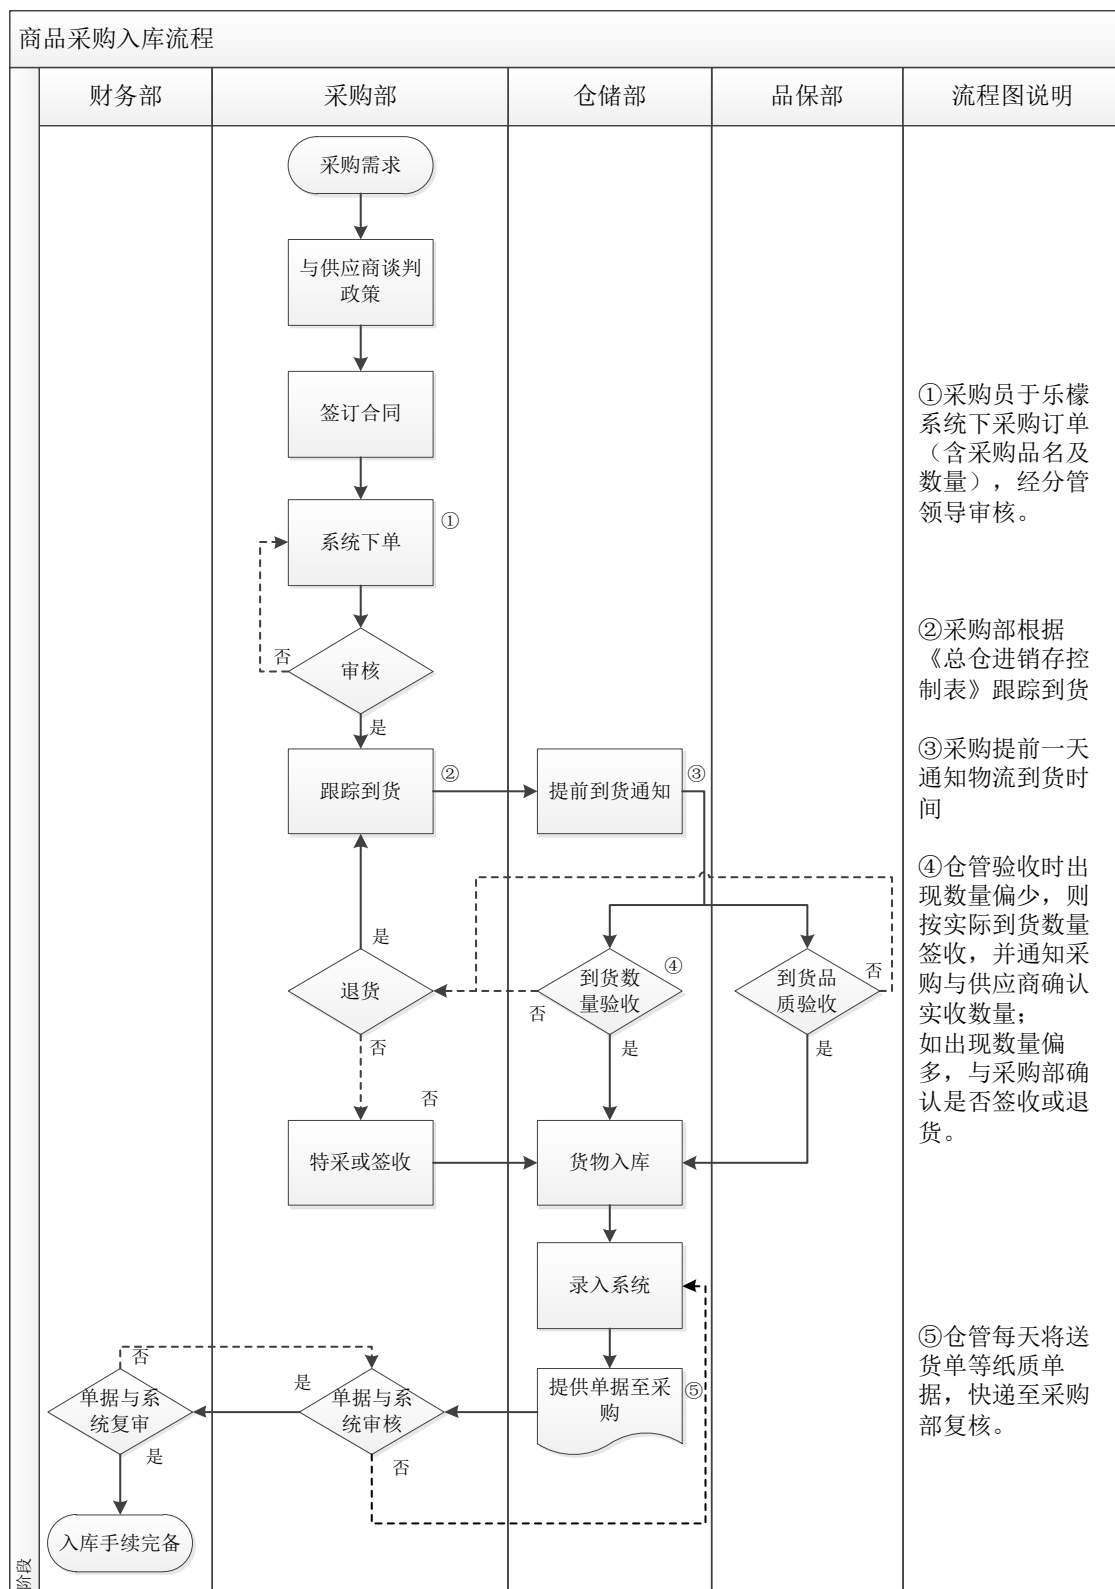 商品采购入库流程
财务部
采购部
仓储部
品保部
流程图说明
采购需求
与供应商谈判
政策
签订合同
系统下单
①
审核
否
是
跟踪到货
②
提前到货通知
③
是
退货
否
到货数
量验收
④
否
是
到货品
质验收
否
是
否
特采或签收
货物入库
录入系统
提供单据至采
购
⑤
是
单据与系
统审核
否
否
单据与系
统复审
是
入库手续完备
①采购员于乐檬
系统下采购订单
（含采购品名及
数量），经分管
领导审核。
②采购部根据
《总仓进销存控
制表》跟踪到货
③采购提前一天
通知物流到货时
间
④仓管验收时出
现数量偏少，则
按实际到货数量
签收，并通知采
购与供应商确认
实收数量；
如出现数量偏
多，与采购部确
认是否签收或退
货。
⑤仓管每天将送
货单等纸质单
据，快递至采购
部复核。
阶段